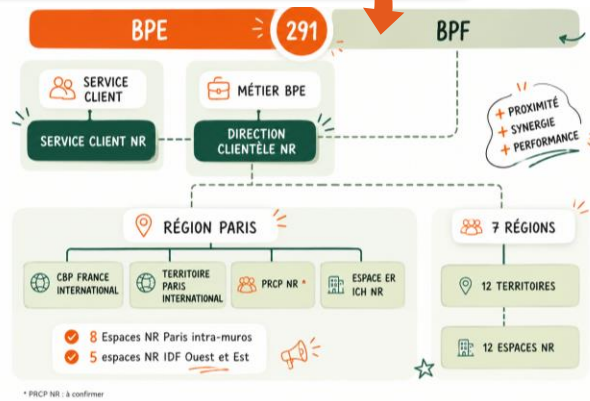 BPE
291
BPF
SERVICE
CLIENT
MÉTIER BPE
SERVICE CLIENT NR
DIRECTION
CLIENTÈLE NR
+ PROXIMITÉ
+ SYNERGIE
+ PERFORMANCE
RÉGION PARIS
CBP FRANCE
INTERNATIONAL
TERRITOIRE
PARIS
INTERNATIONAL
PRCP NR *
ESPACE ER
ICH NR
8 Espaces NR Paris intra-muros
5 espaces NR IDF Ouest et Est
7 RÉGIONS
12 TERRITOIRES
12 ESPACES NR
* PRCP NR : à confirmer